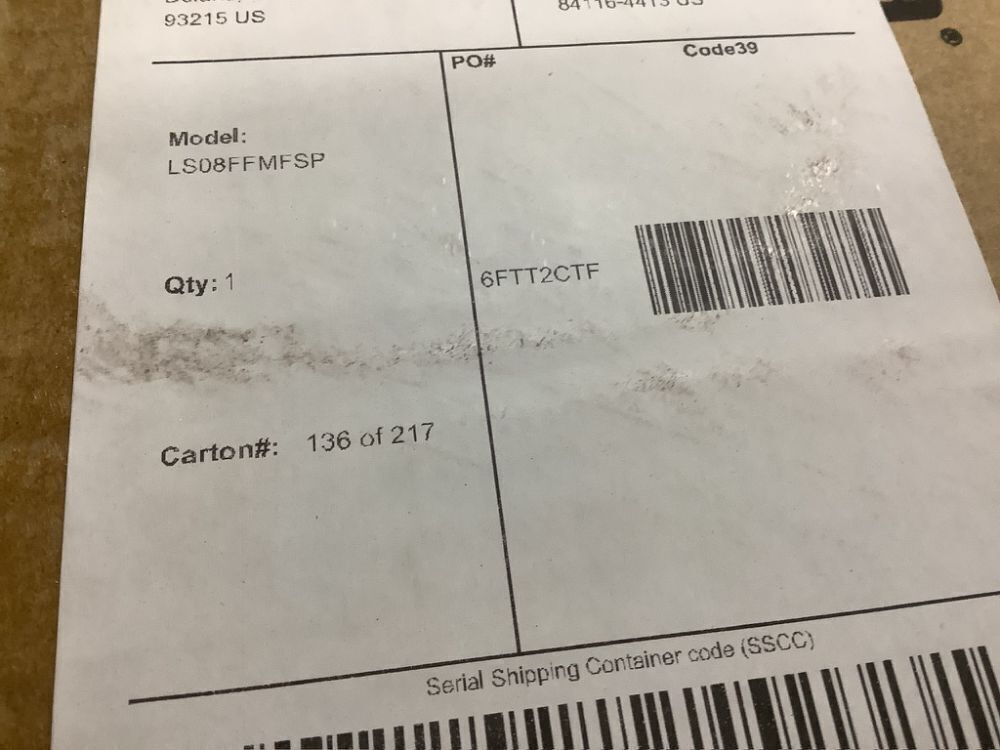 93215 US
PO#
Code39
Model:
LS08FFMFSP
Qty: 1
6FTT2CTF
Carton#: 136 of 217
Serial Shipping Container code (SSCC)